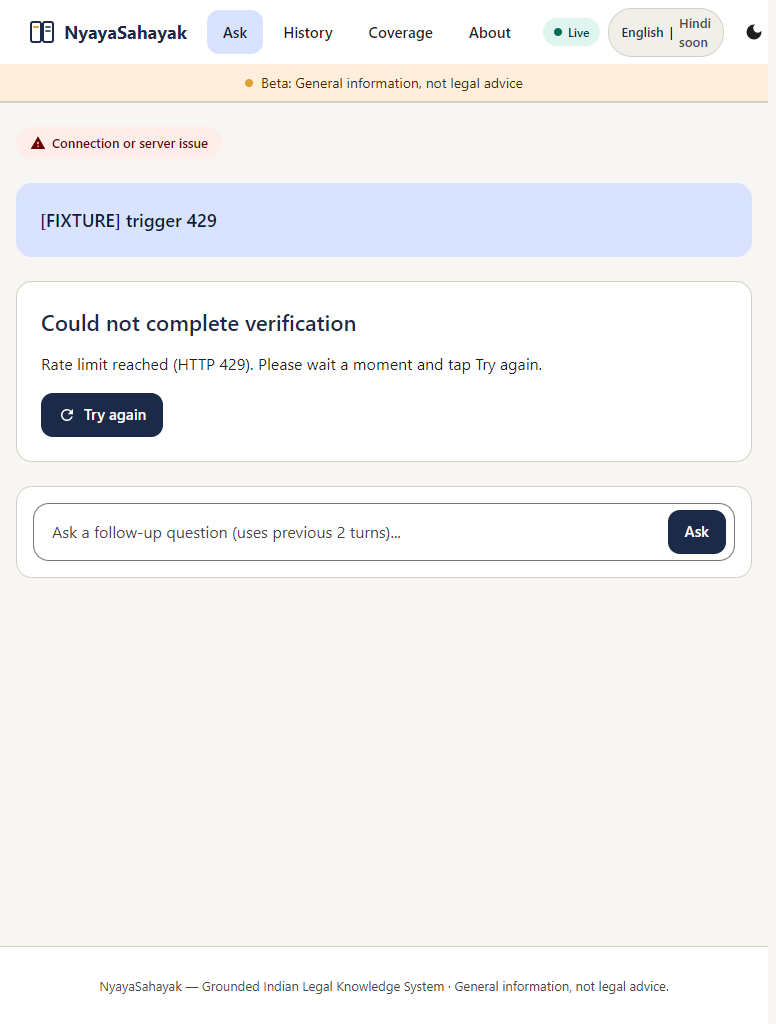 NyayaSahayak
Ask
History
Coverage
About
Live
English | Hindi soon
Beta: General information, not legal advice
Connection or server issue
[FIXTURE] trigger 429
Could not complete verification
Rate limit reached (HTTP 429). Please wait a moment and tap Try again.
Try again
Ask a follow-up question (uses previous 2 turns)...
Ask
NyayaSahayak — Grounded Indian Legal Knowledge System · General information, not legal advice.